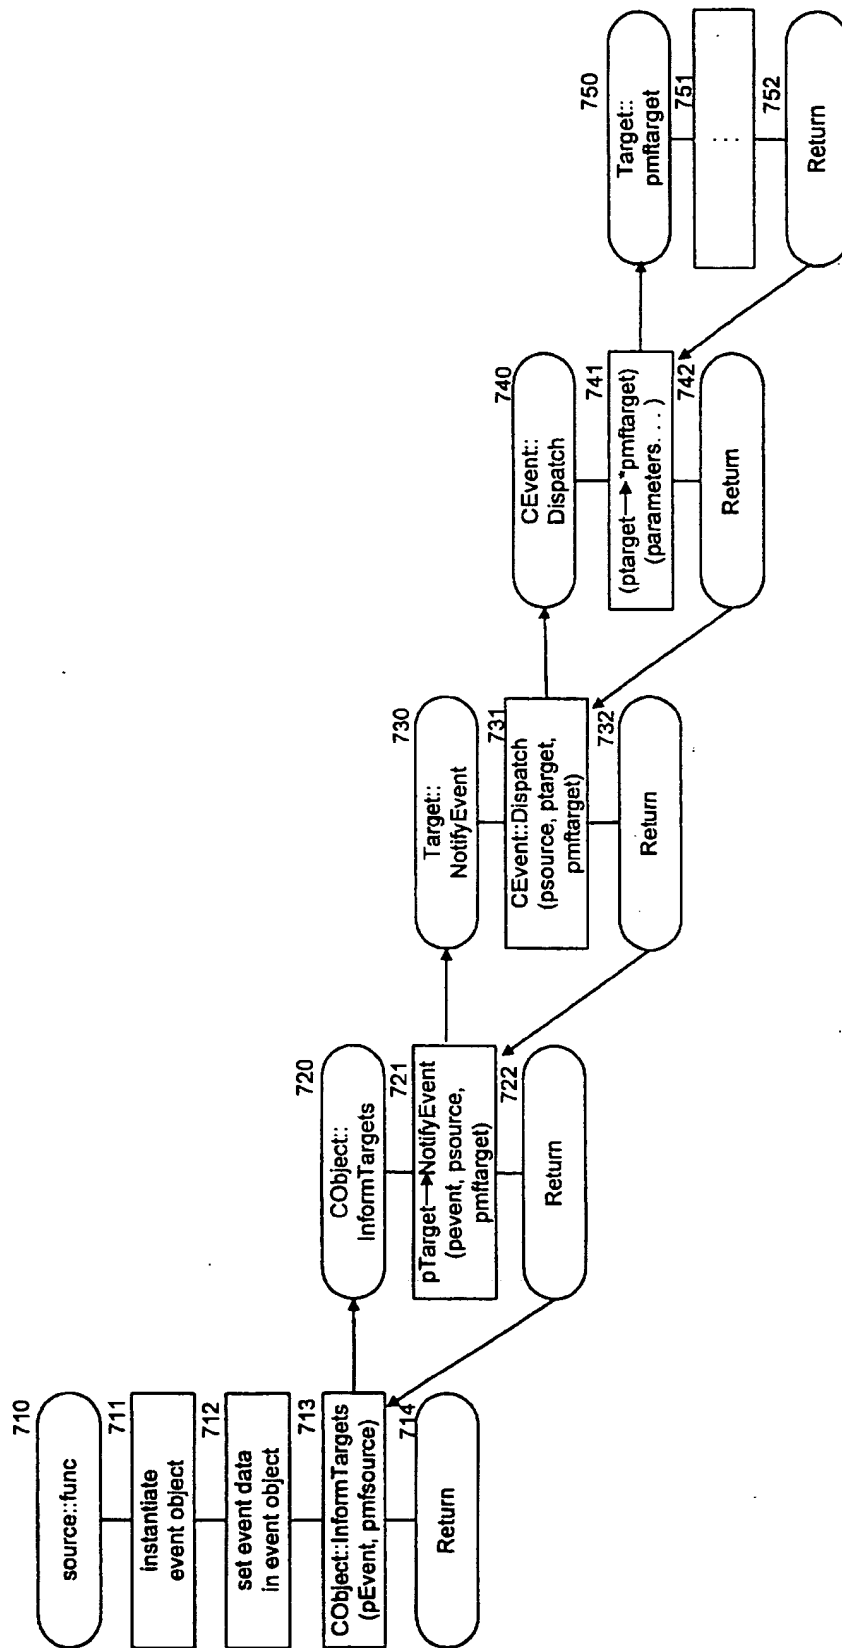 710
source::func
711
instantiate
event object
712
set event data
in event object
713
CObject::InformTargets
(pEvent, pmfsource)
714
Return
720
CObject::
InformTargets
721
pTarget→NotifyEvent
(pevent, psource,
pmftarget)
722
Return
730
Target::
NotifyEvent
731
CEvent::Dispatch
(psource, ptarget,
pmftarget)
732
Return
740
CEvent::
Dispatch
741
(ptarget→*pmftarget)
(parameters. . .)
742
Return
750
Target::
pmftarget
751
. . .
752
Return